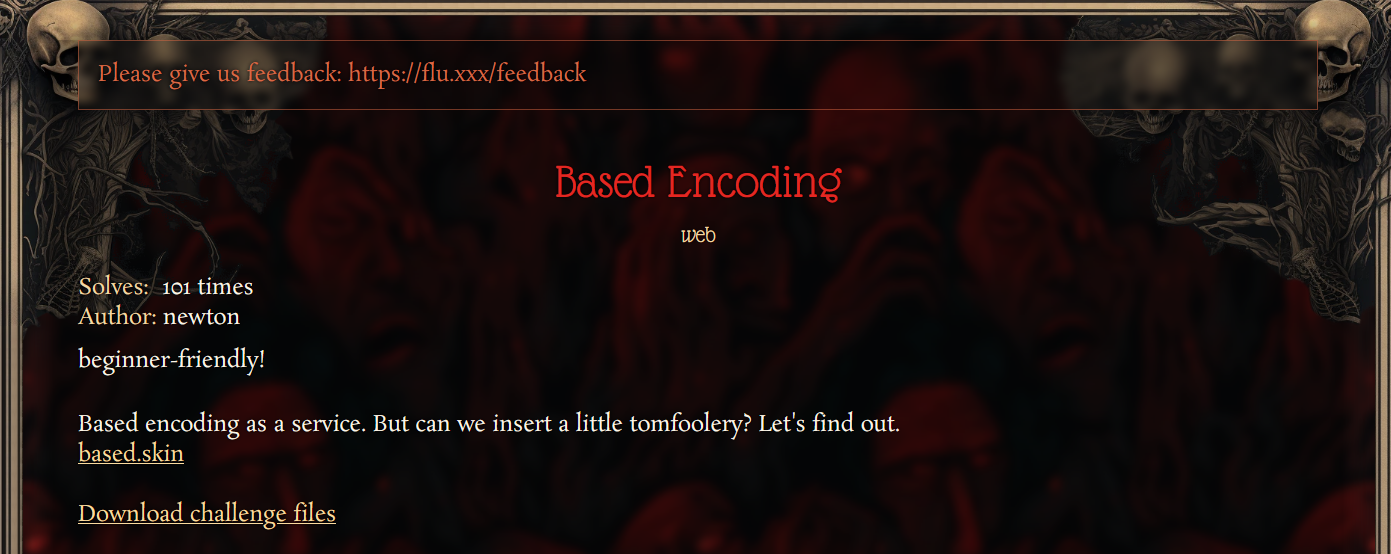 Please give us feedback: https://flu.xxx/feedback
Based Encoding
web
Solves: 101 times
Author: newton
beginner-friendly!
Based encoding as a service. But can we insert a little tomfoolery? Let's find out.
based.skin
Download challenge files